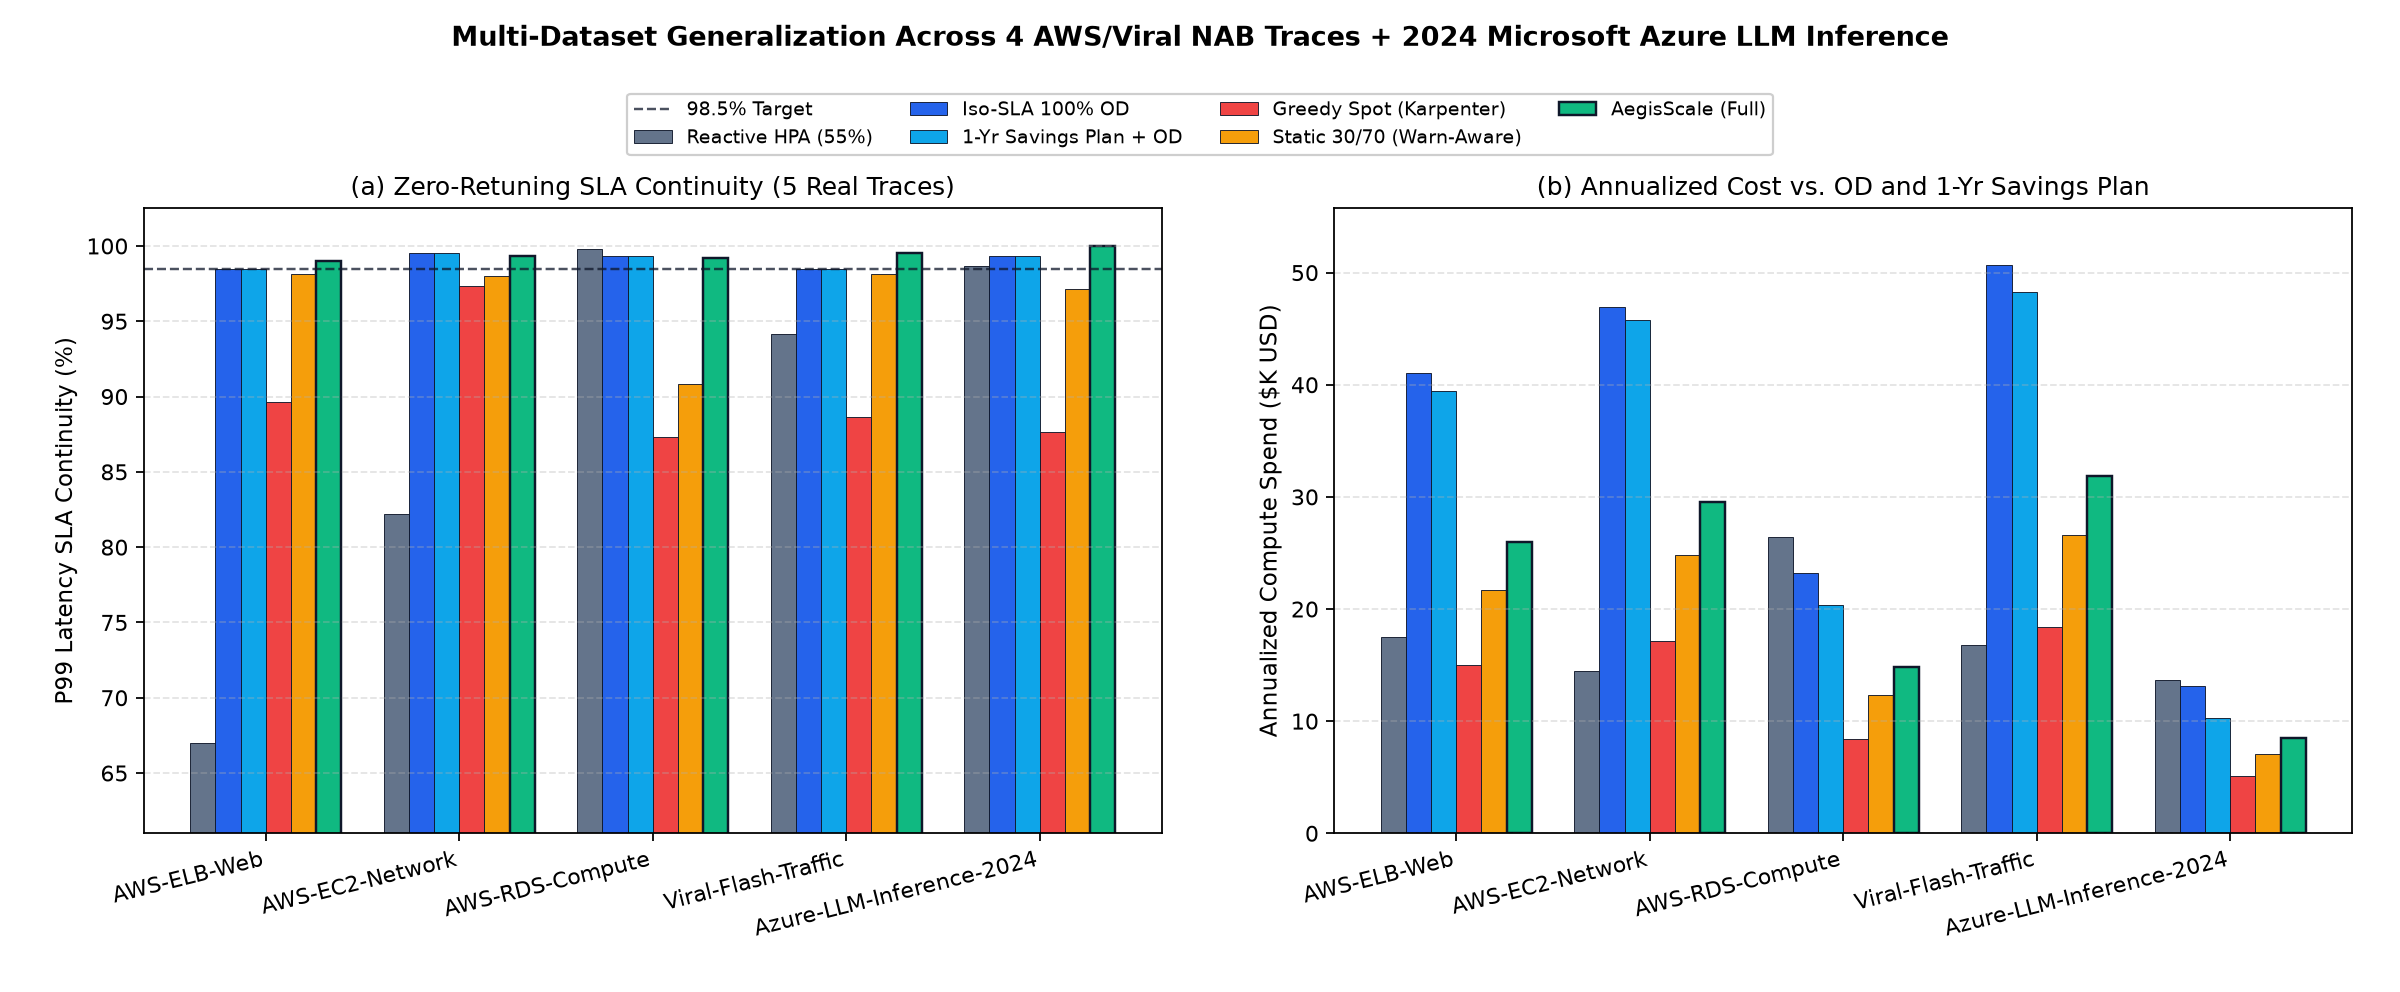 Multi-Dataset Generalization Across 4 AWS/Viral NAB Traces + 2024 Microsoft Azure LLM Inference
98.5% Target
Reactive HPA (55%)
Iso-SLA 100% OD
1-Yr Savings Plan + OD
Greedy Spot (Karpenter)
Static 30/70 (Warn-Aware)
AegisScale (Full)
(a) Zero-Retuning SLA Continuity (5 Real Traces)
P99 Latency SLA Continuity (%)
100
95
90
85
80
75
70
65
AWS-ELB-Web
AWS-EC2-Network
AWS-RDS-Compute
Viral-Flash-Traffic
Azure-LLM-Inference-2024
(b) Annualized Cost vs. OD and 1-Yr Savings Plan
Annualized Compute Spend ($K USD)
50
40
30
20
10
0
AWS-ELB-Web
AWS-EC2-Network
AWS-RDS-Compute
Viral-Flash-Traffic
Azure-LLM-Inference-2024